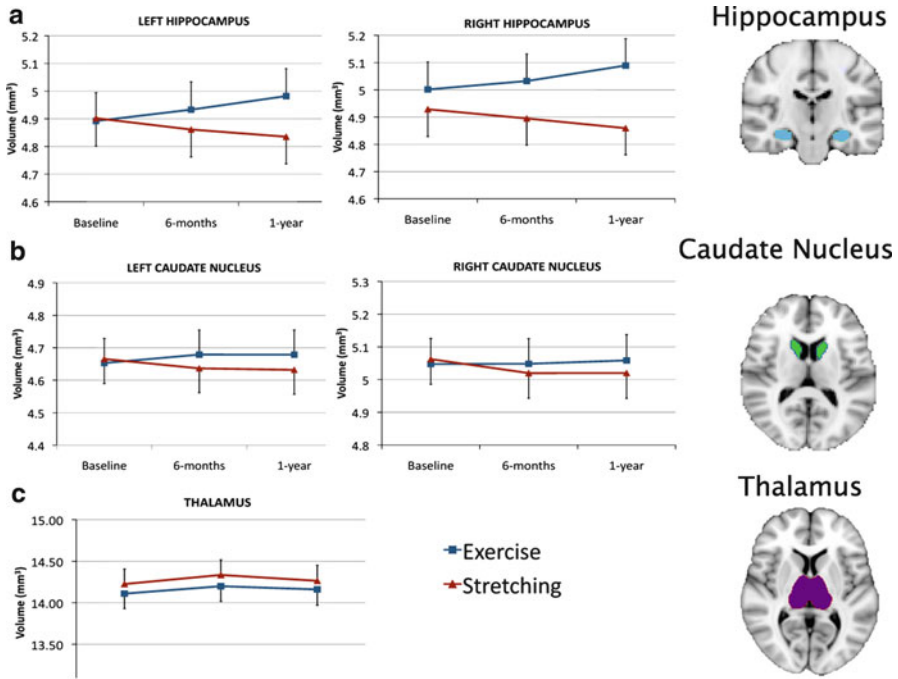 a
LEFT HIPPOCAMPUS
Volume (mm³)
5.2
5.1
5
4.9
4.8
4.7
4.6
Baseline 6-months 1-year
RIGHT HIPPOCAMPUS
Volume (mm³)
5.2
5.1
5
4.9
4.8
4.7
4.6
Baseline 6-months 1-year
Hippocampus
b
LEFT CAUDATE NUCLEUS
Volume (mm³)
4.9
4.8
4.7
4.6
4.5
4.4
Baseline 6-months 1-year
RIGHT CAUDATE NUCLEUS
Volume (mm³)
5.3
5.2
5.1
5
4.9
4.8
Baseline 6-months 1-year
Caudate Nucleus
c
THALAMUS
Volume (mm³)
15.00
14.50
14.00
13.50
Exercise
Stretching
Thalamus